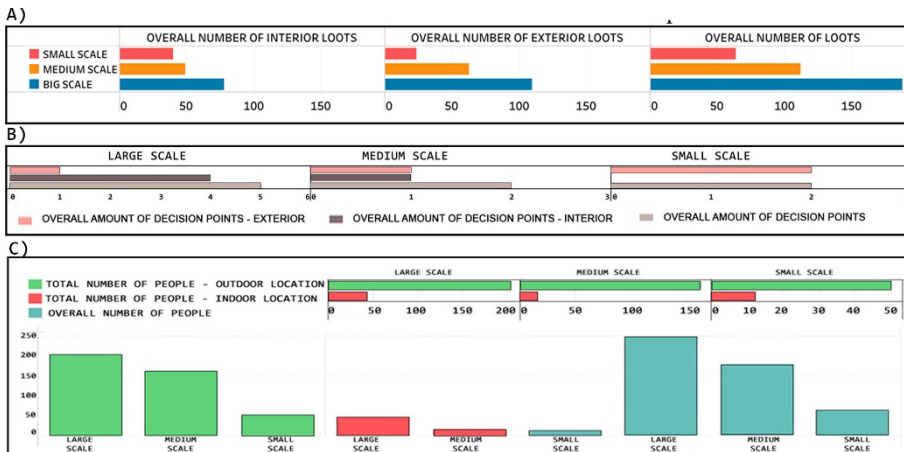 A)
OVERALL NUMBER OF INTERIOR LOOTS OVERALL NUMBER OF EXTERIOR LOOTS OVERALL NUMBER OF LOOTS
SMALL SCALE
MEDIUM SCALE
BIG SCALE
0 50 100 150 0 50 100 150 0 50 100 150
B)
LARGE SCALE MEDIUM SCALE SMALL SCALE
0 1 2 3 4 5 6 0 1 2 3 0 1 2
OVERALL AMOUNT OF DECISION POINTS - EXTERIOR OVERALL AMOUNT OF DECISION POINTS - INTERIOR OVERALL AMOUNT OF DECISION POINTS
C)
LARGE SCALE MEDIUM SCALE SMALL SCALE
TOTAL NUMBER OF PEOPLE - OUTDOOR LOCATION
TOTAL NUMBER OF PEOPLE - INDOOR LOCATION
0 50 100 150 200 0 50 100 150 0 10 20 30 40 50
OVERALL NUMBER OF PEOPLE
250
200
150
100
50
0
LARGE SCALE MEDIUM SCALE SMALL SCALE LARGE SCALE MEDIUM SCALE SMALL SCALE LARGE SCALE MEDIUM SCALE SMALL SCALE